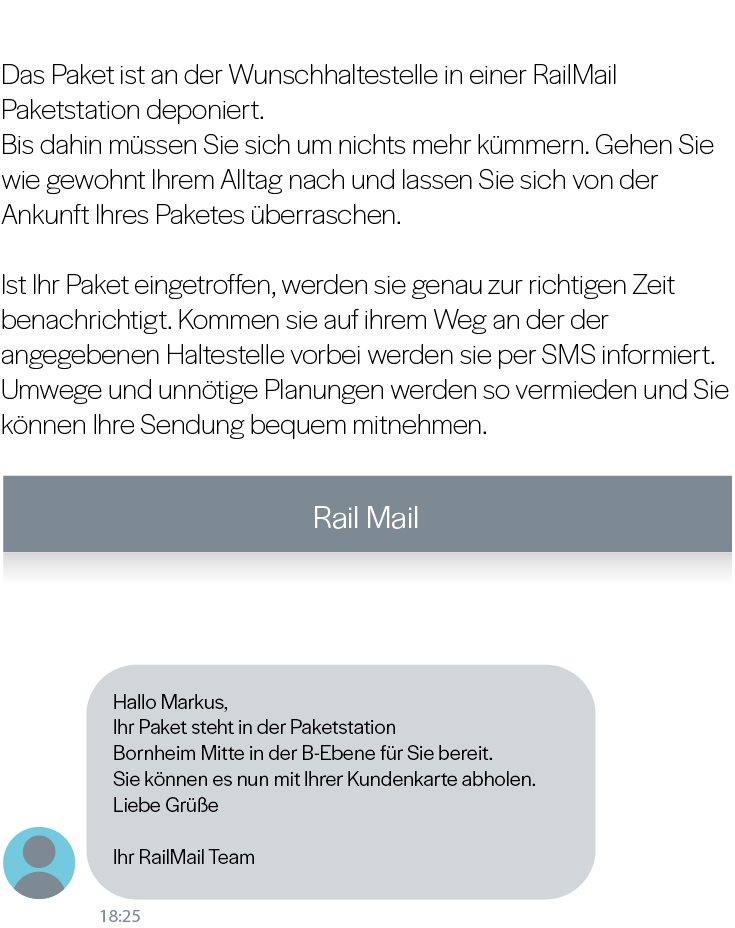 Das Paket ist an der Wunschhaltestelle in einer RailMail
Paketstation deponiert.
Bis dahin müssen Sie sich um nichts mehr kümmern. Gehen Sie
wie gewohnt Ihrem Alltag nach und lassen Sie sich von der
Ankunft Ihres Paketes überraschen.
Ist Ihr Paket eingetroffen, werden sie genau zur richtigen Zeit
benachrichtigt. Kommen sie auf ihrem Weg an der der
angegebenen Haltestelle vorbei werden sie per SMS informiert.
Umwege und unnötige Planungen werden so vermieden und Sie
können Ihre Sendung bequem mitnehmen.
Rail Mail
Hallo Markus,
Ihr Paket steht in der Paketstation
Bornheim Mitte in der B-Ebene für Sie bereit.
Sie können es nun mit Ihrer Kundenkarte abholen.
Liebe Grüße
Ihr RailMail Team
18:25